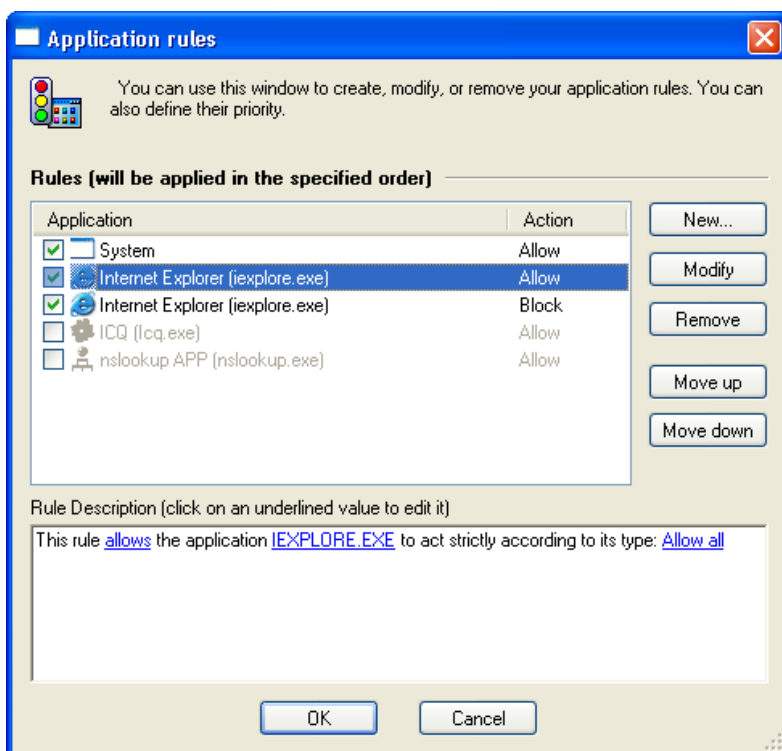 Application rules
You can use this window to create, modify, or remove your application rules. You can
also define their priority.
Rules (will be applied in the specified order)
Application Action
System Allow
Internet Explorer (iexplore.exe) Allow
Internet Explorer (iexplore.exe) Block
ICQ (Icq.exe) Allow
nslookup APP (nslookup.exe) Allow
New...
Modify
Remove
Move up
Move down
Rule Description (click on an underlined value to edit it)
This rule allows the application IEXPLORE.EXE to act strictly according to its type: Allow all
OK Cancel